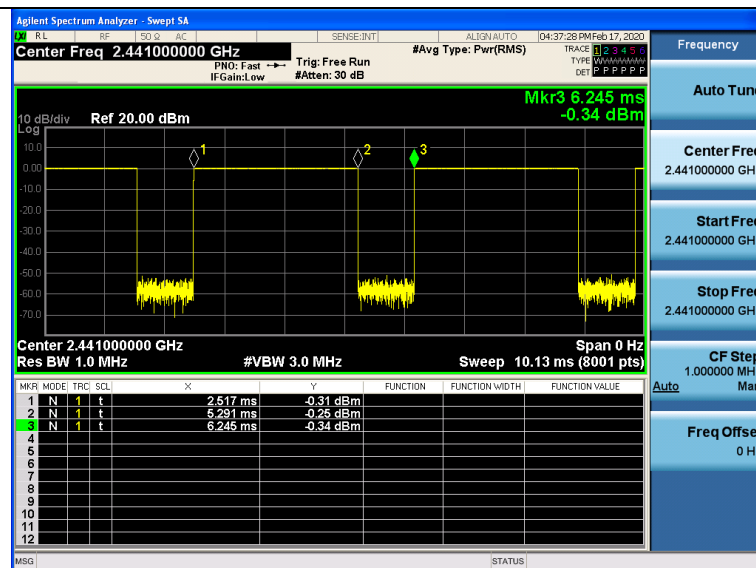 Agilent Spectrum Analyzer - Swept SA
LXI RL RF 50 Ω AC SENSE:INT ALIGNAUTO 04:37:28 PM Feb 17, 2020
Center Freq 2.441000000 GHz #Avg Type: Pwr(RMS) TRACE 1 2 3 4 5 6
PNO: Fast Trig: Free Run TYPE
IFGain:Low #Atten: 30 dB DET P P P P P P
Mkr3 6.245 ms
10 dB/div Ref 20.00 dBm -0.34 dBm
Log
10.0
0.00
-10.0
-20.0
-30.0
-40.0
-50.0
-60.0
-70.0
1
2
3
Center 2.441000000 GHz Span 0 Hz
Res BW 1.0 MHz #VBW 3.0 MHz Sweep 10.13 ms (8001 pts)
MKR MODE TRC SCL X Y FUNCTION FUNCTION WIDTH FUNCTION VALUE
1 N 1 t 2.517 ms -0.31 dBm
2 N 1 t 5.291 ms -0.25 dBm
3 N 1 t 6.245 ms -0.34 dBm
4
5
6
7
8
9
10
11
12
MSG STATUS
Frequency
Auto Tun
Center Fre
2.441000000 GH
Start Fre
2.441000000 GH
Stop Fre
2.441000000 GH
CF Step
1.000000 MH
Auto Ma
Freq Offse
0 H